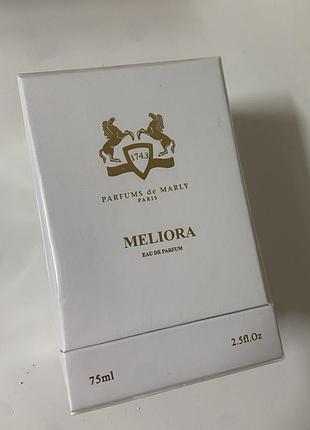 1743
PARFUMS de MARLY
PARIS
MELIORA
EAU DE PARFUM
75ml
2.5fl.Oz